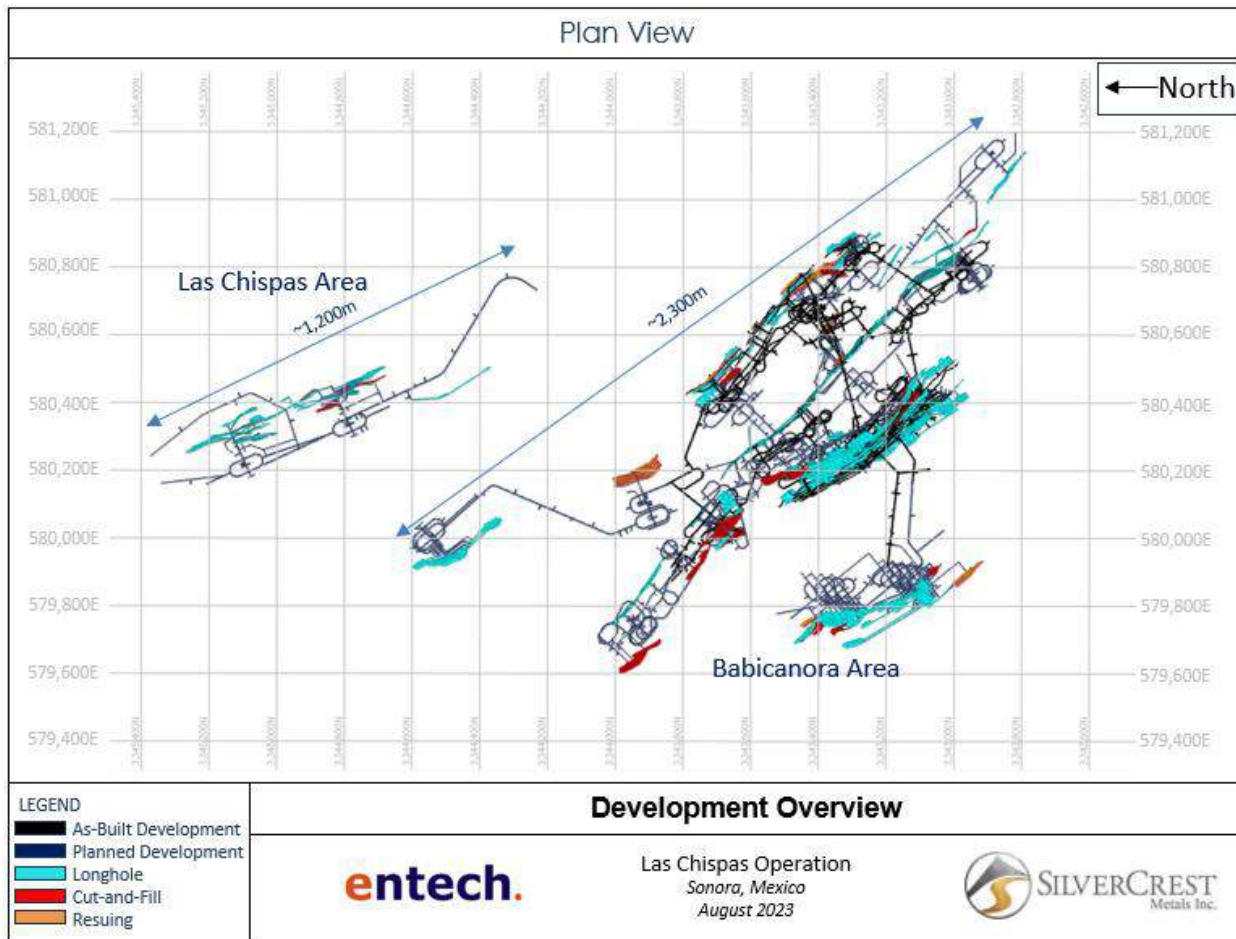 Plan View
North
581,200E
581,200E
581,000E
581,000E
580,800E
580,800E
Las Chispas Area
~1,200m
~2,300m
580,600E
580,600E
580,400E
580,400E
580,200E
580,200E
580,000E
580,000E
579,800E
579,800E
Babicanora Area
579,600E
579,600E
579,400E
579,400E
LEGEND
As-Built Development
Planned Development
Longhole
Cut-and-Fill
Resuing
Development Overview
entech.
Las Chispas Operation
Sonora, Mexico
August 2023
SILVERCREST
Metals Inc.